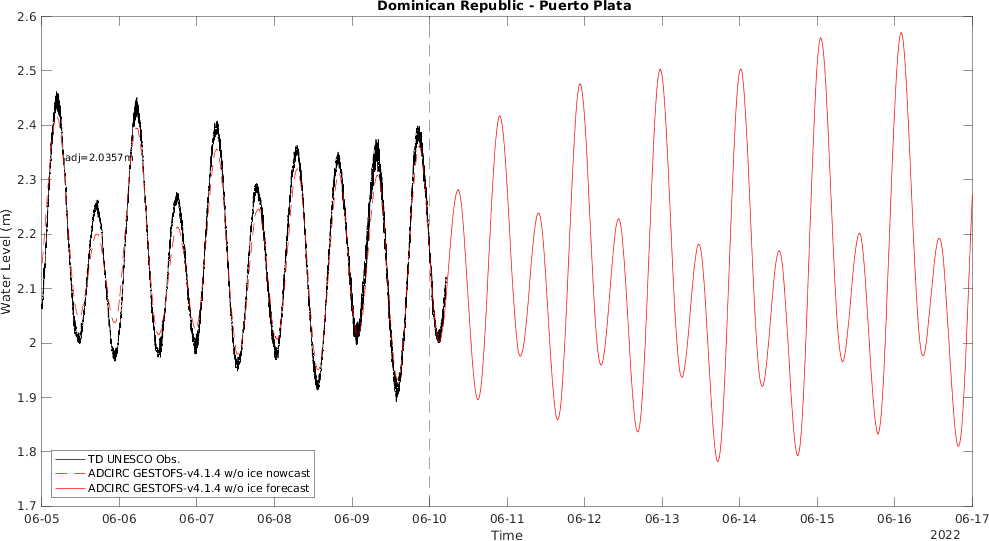 Dominican Republic - Puerto Plata
2.6
2.5
2.4
2.3
2.2
2.1
2
1.9
1.8
1.7
Water Level (m)
adj=2.0357m
TD UNESCO Obs.
ADCIRC GESTOFS-v4.1.4 w/o ice nowcast
ADCIRC GESTOFS-v4.1.4 w/o ice forecast
06-05 06-06 06-07 06-08 06-09 06-10 06-11 06-12 06-13 06-14 06-15 06-16 06-17
Time
2022